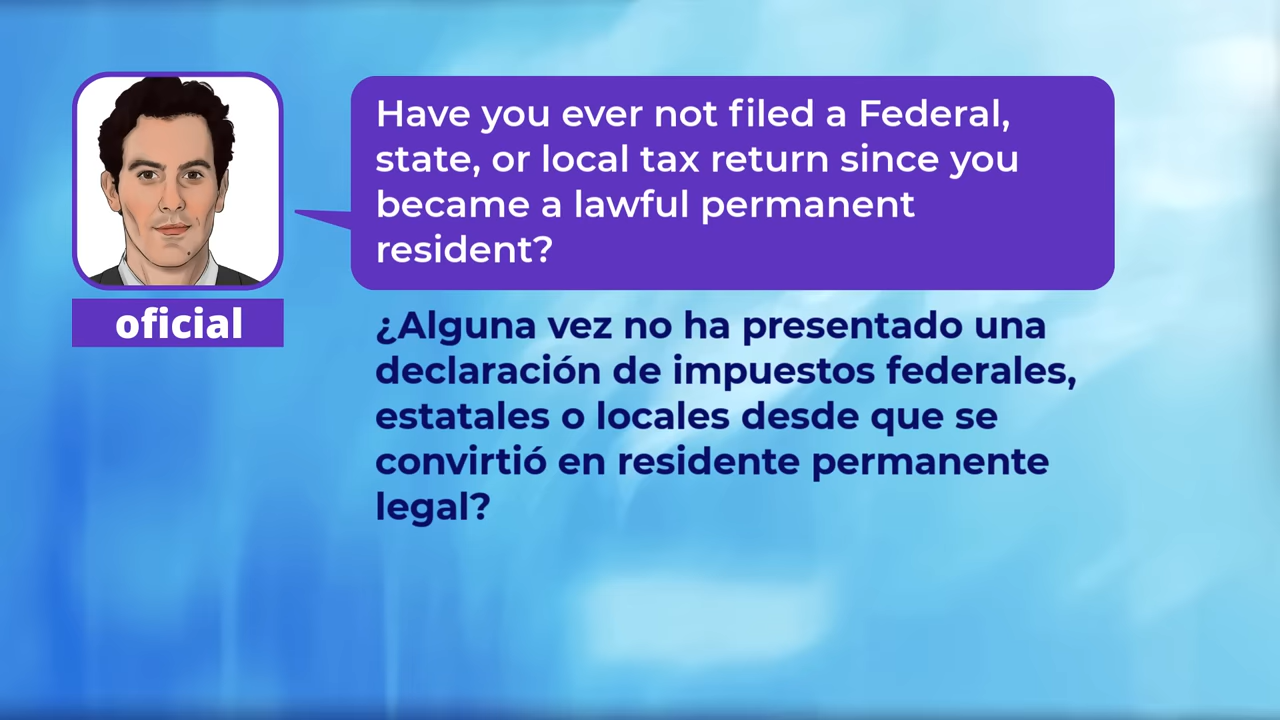 Have you ever not filed a Federal,
state, or local tax return since you
became a lawful permanent
resident?
oficial
¿Alguna vez no ha presentado una
declaración de impuestos federales,
estatales o locales desde que se
convirtió en residente permanente
legal?